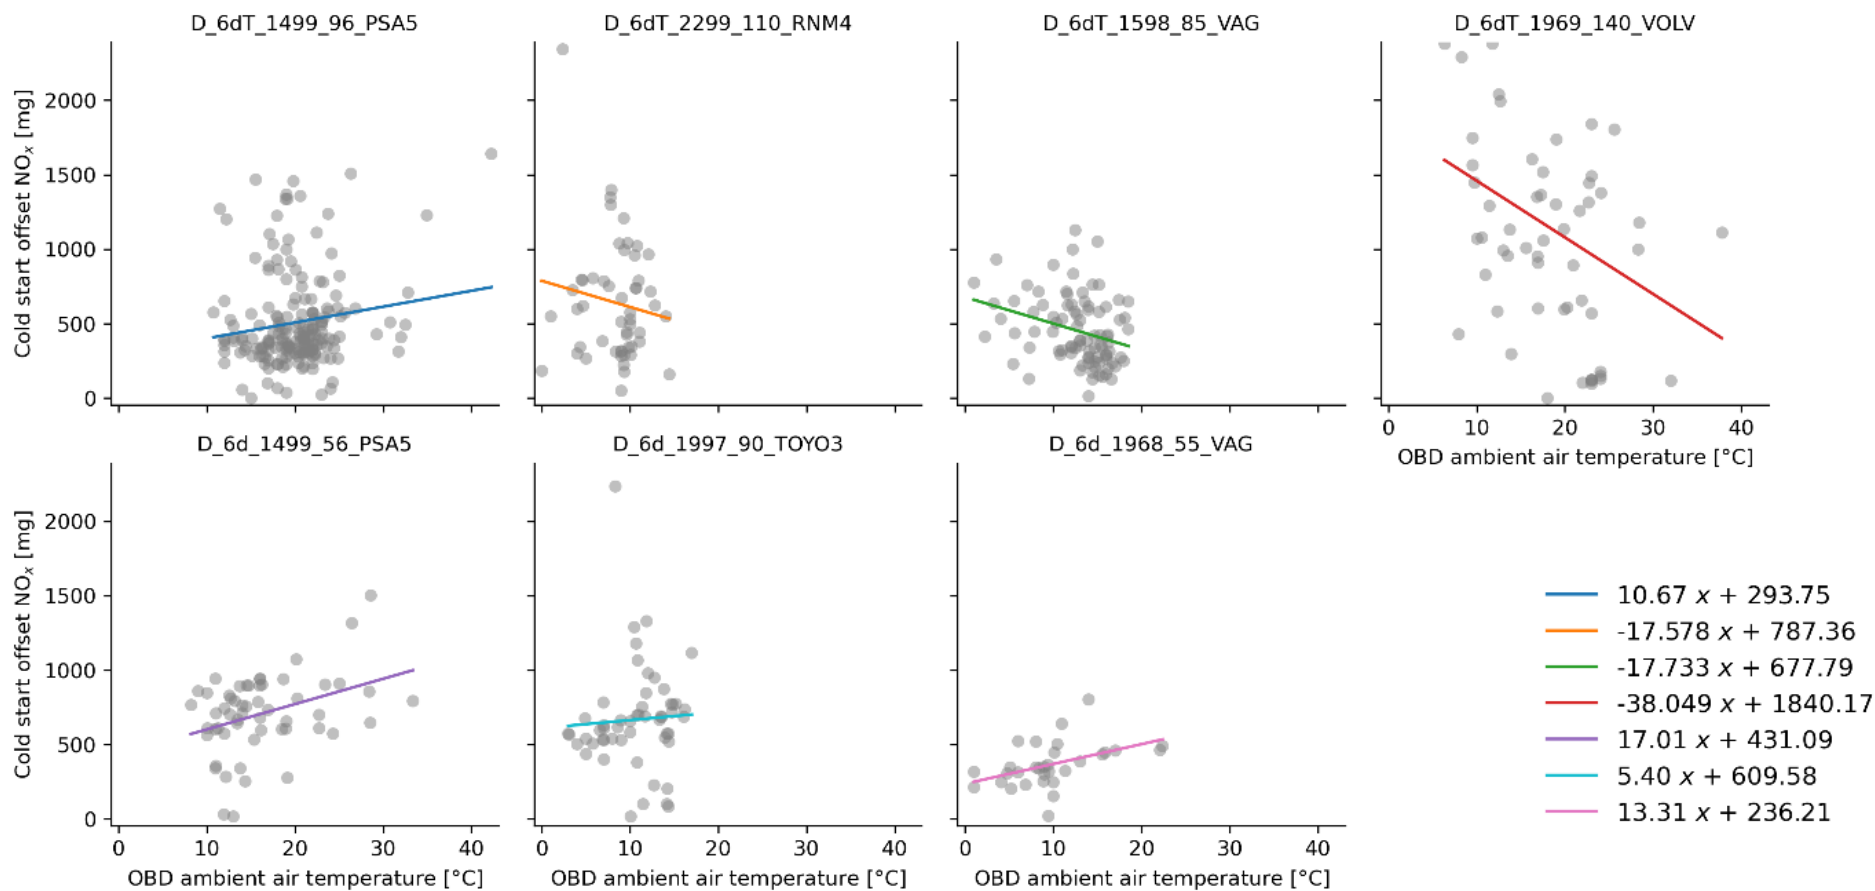 D_6dT_1499_96_PSA5
D_6dT_2299_110_RNM4
D_6dT_1598_85_VAG
D_6dT_1969_140_VOLV
Cold start offset NOₓ [mg]
2000
1500
1000
500
0
0 10 20 30 40
OBD ambient air temperature [°C]
D_6d_1499_56_PSA5
D_6d_1997_90_TOYO3
D_6d_1968_55_VAG
Cold start offset NOₓ [mg]
2000
1500
1000
500
0
0 10 20 30 40
OBD ambient air temperature [°C]
0 10 20 30 40
OBD ambient air temperature [°C]
0 10 20 30 40
OBD ambient air temperature [°C]
10.67 x + 293.75
-17.578 x + 787.36
-17.733 x + 677.79
-38.049 x + 1840.17
17.01 x + 431.09
5.40 x + 609.58
13.31 x + 236.21